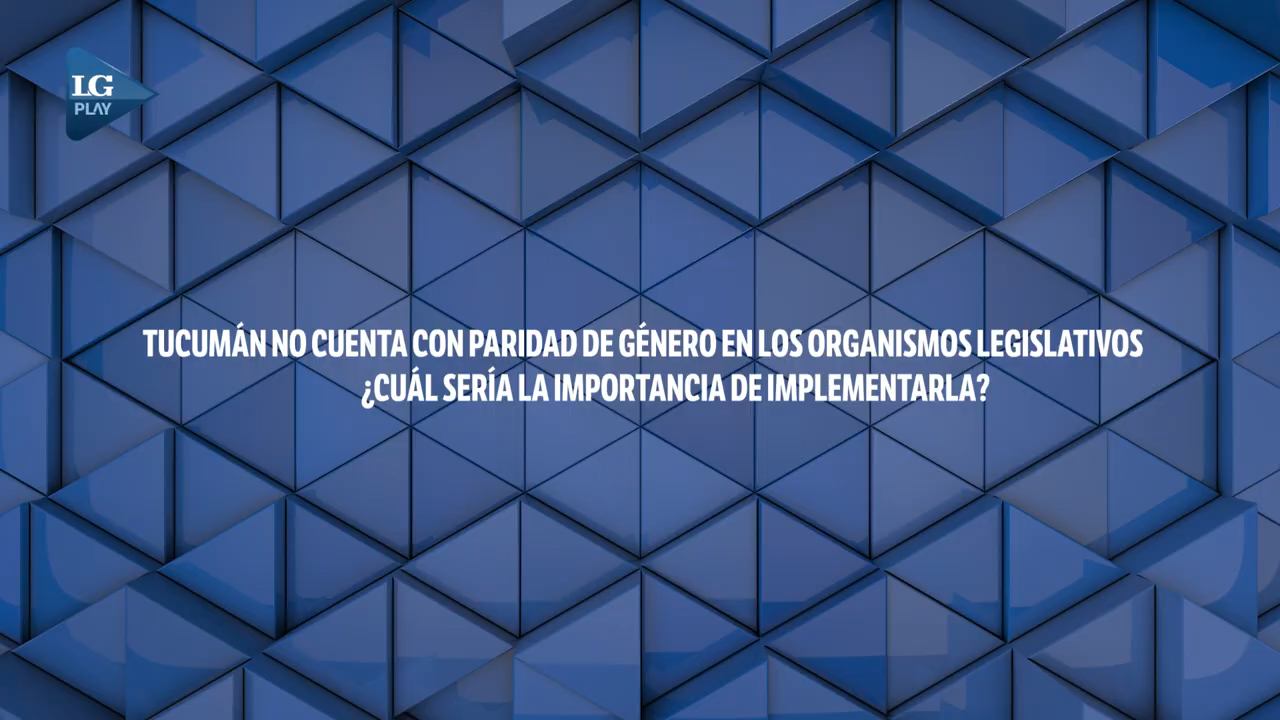 LG
PLAY
TUCUMÁN NO CUENTA CON PARIDAD DE GÉNERO EN LOS ORGANISMOS LEGISLATIVOS
¿CUÁL SERÍA LA IMPORTANCIA DE IMPLEMENTARLA?